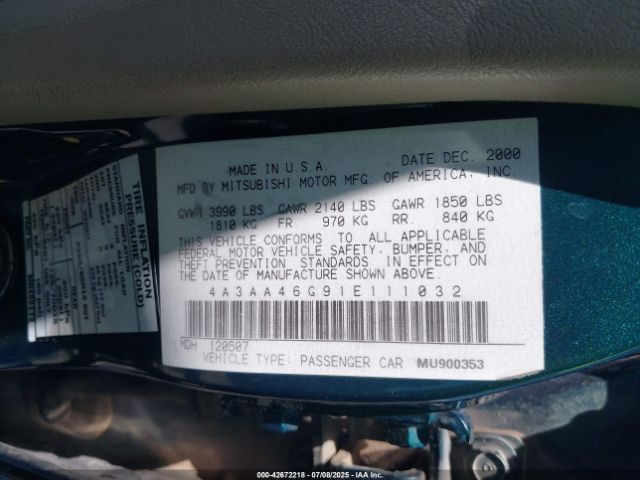 MADE IN U.S.A. DATE DEC. 2000
MFD BY MITSUBISHI MOTOR MFG. OF AMERICA, INC.
GVWR 3990 LBS GAWR 2140 LBS GAWR 1850 LBS
1810 KG FR. 970 KG RR. 840 KG
THIS VEHICLE CONFORMS TO ALL APPLICABLE
FEDERAL MOTOR VEHICLE SAFETY, BUMPER, AND
THEFT PREVENTION STANDARDS IN EFFECT ON
THE DATE OF MANUFACTURE SHOWN ABOVE.
4A3AA46G91E111032
MDH 120507
VEHICLE TYPE: PASSENGER CAR MU900353
TIRE INFLATION
PRESSURE (COLD)
000-42672218 - 07/08/2025 - IAAI.COM